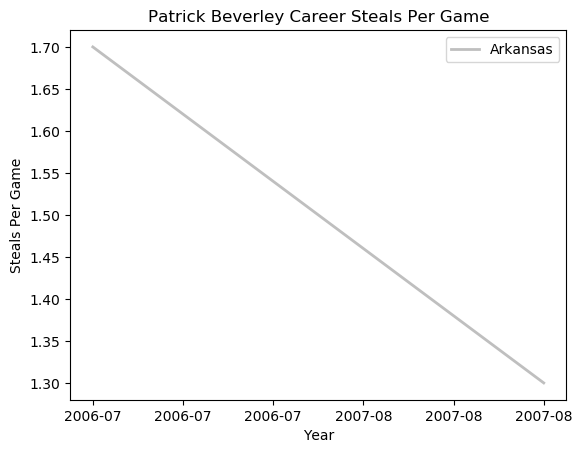 Patrick Beverley Career Steals Per Game
Arkansas
1.70
1.65
1.60
1.55
1.50
1.45
1.40
1.35
1.30
Steals Per Game
2006-07 2006-07 2006-07 2007-08 2007-08 2007-08
Year